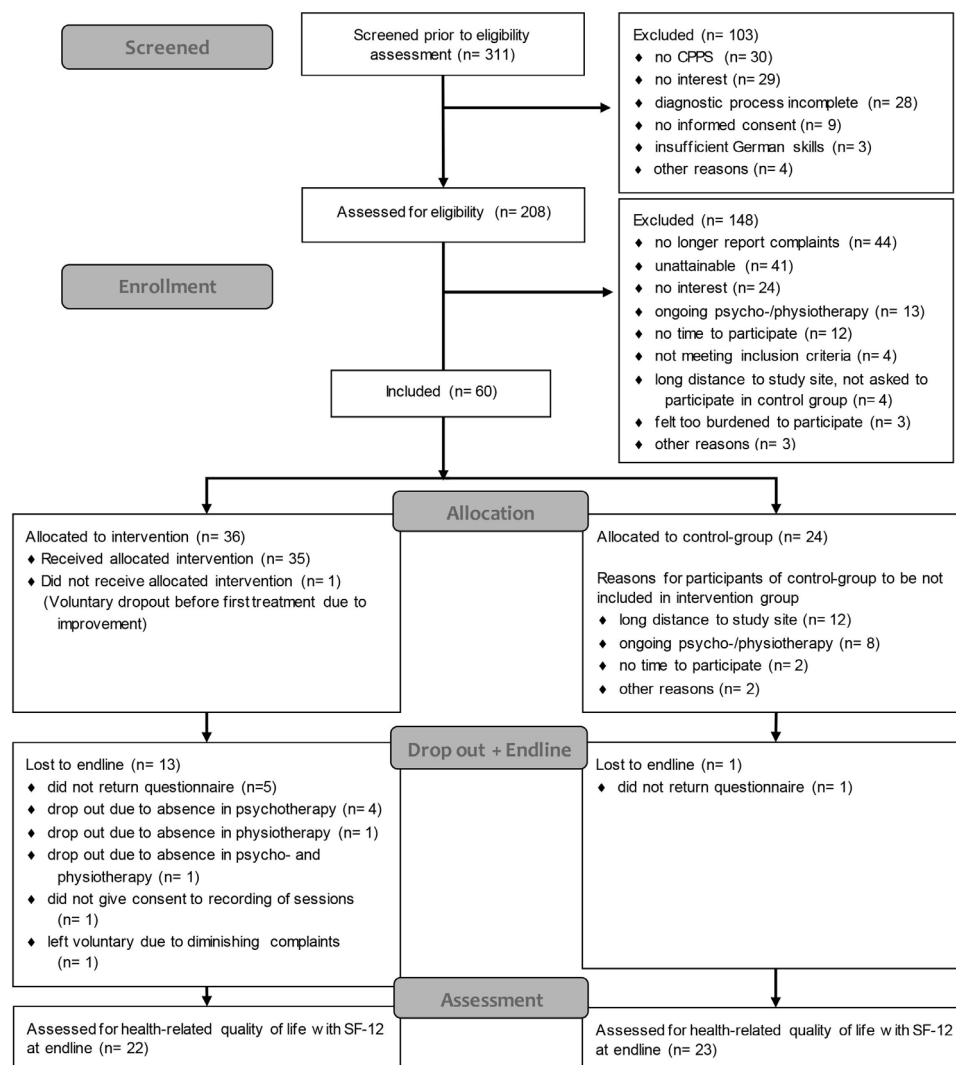 Screened
Screened prior to eligibility
assessment (n= 311)
Excluded (n= 103)
♦ no CPPS (n= 30)
♦ no interest (n= 29)
♦ diagnostic process incomplete (n= 28)
♦ no informed consent (n= 9)
♦ insufficient German skills (n= 3)
♦ other reasons (n= 4)
Assessed for eligibility (n= 208)
Enrollment
Excluded (n= 148)
♦ no longer report complaints (n= 44)
♦ unattainable (n= 41)
♦ no interest (n= 24)
♦ ongoing psycho-/physiotherapy (n= 13)
♦ no time to participate (n= 12)
♦ not meeting inclusion criteria (n= 4)
♦ long distance to study site, not asked to
participate in control group (n= 4)
♦ felt too burdened to participate (n= 3)
♦ other reasons (n= 3)
Included (n= 60)
Allocation
Allocated to intervention (n= 36)
♦ Received allocated intervention (n= 35)
♦ Did not receive allocated intervention (n= 1)
(Voluntary dropout before first treatment due to
improvement)
Allocated to control-group (n= 24)
Reasons for participants of control-group to be not
included in intervention group
♦ long distance to study site (n= 12)
♦ ongoing psycho-/physiotherapy (n= 8)
♦ no time to participate (n= 2)
♦ other reasons (n= 2)
Drop out + Endline
Lost to endline (n= 13)
♦ did not return questionnaire (n=5)
♦ drop out due to absence in psychotherapy (n= 4)
♦ drop out due to absence in physiotherapy (n= 1)
♦ drop out due to absence in psycho- and
physiotherapy (n= 1)
♦ did not give consent to recording of sessions
(n= 1)
♦ left voluntary due to diminishing complaints
(n= 1)
Lost to endline (n= 1)
♦ did not return questionnaire (n= 1)
Assessment
Assessed for health-related quality of life with SF-12
at endline (n= 22)
Assessed for health-related quality of life with SF-12
at endline (n= 23)